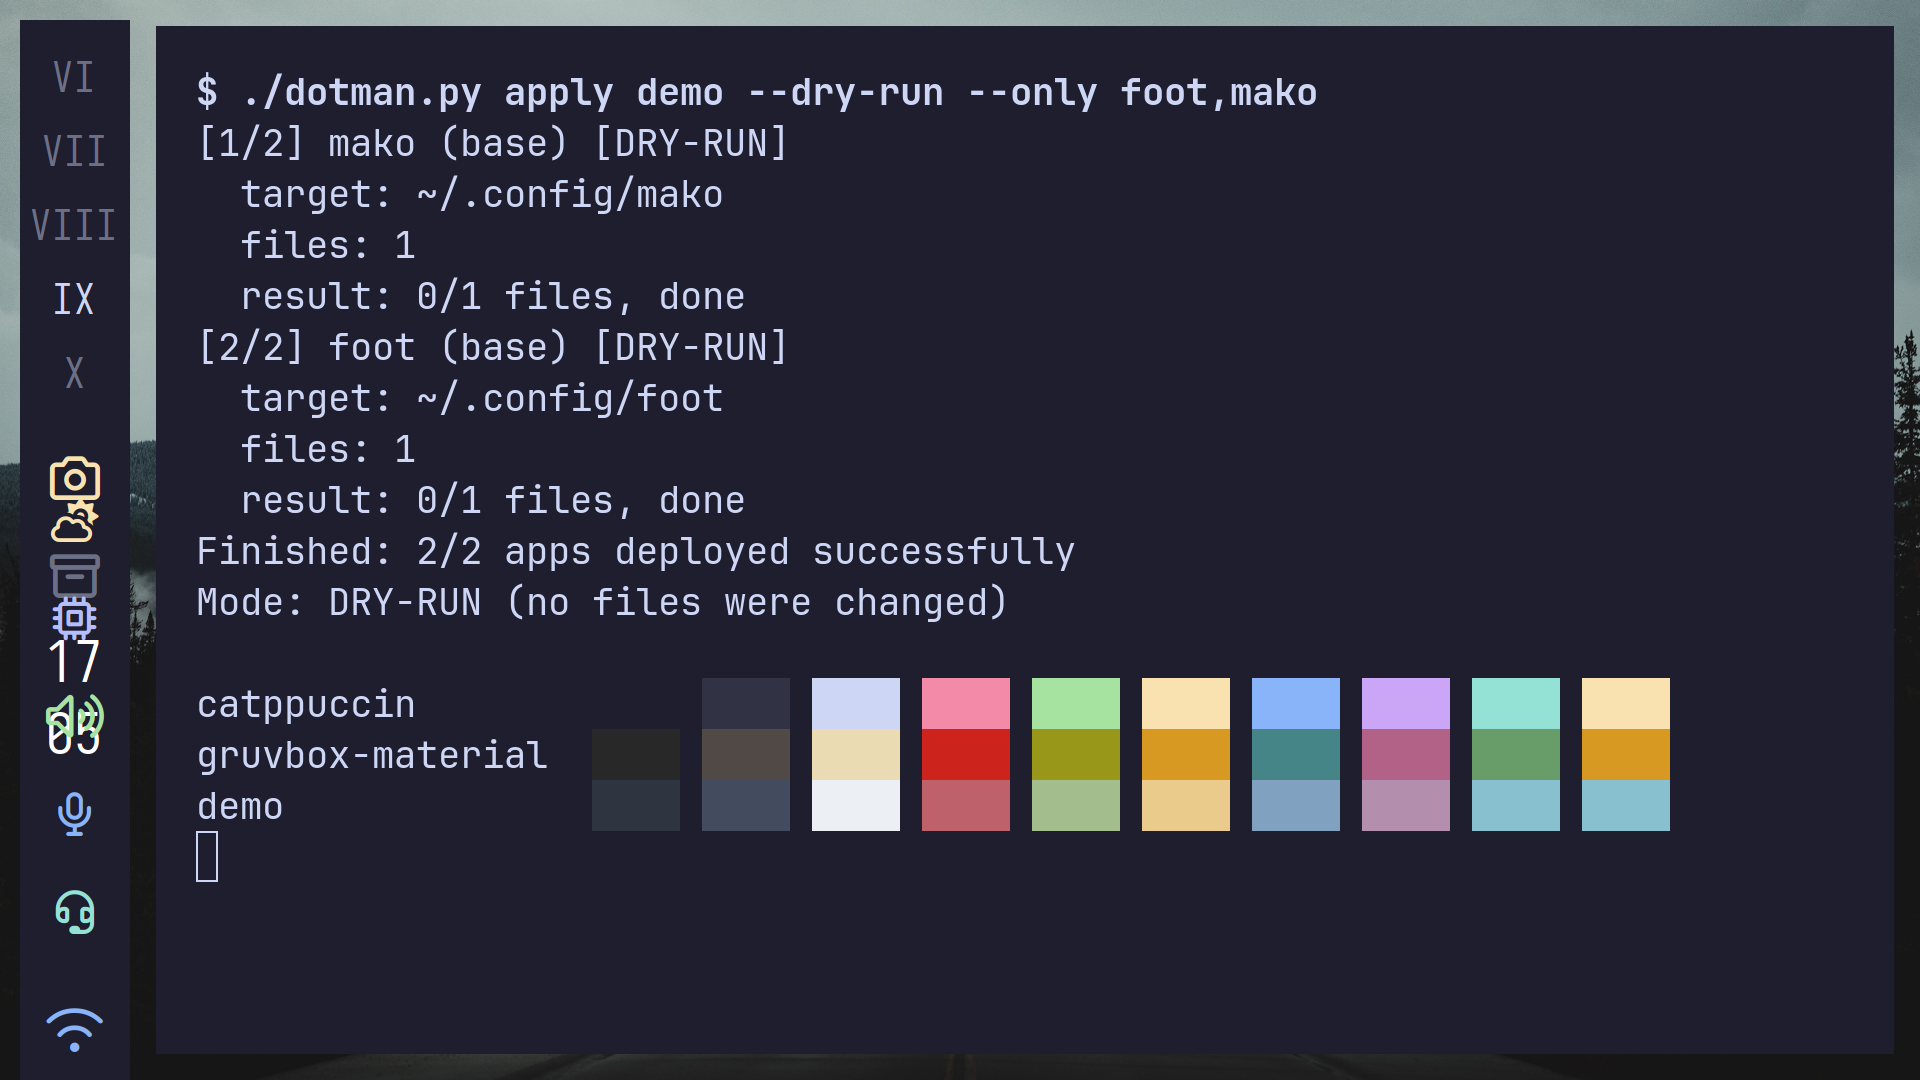 VI
VII
VIII
IX
X
17
05
$ ./dotman.py apply demo --dry-run --only foot,mako
[1/2] mako (base) [DRY-RUN]
  target: ~/.config/mako
  files: 1
  result: 0/1 files, done
[2/2] foot (base) [DRY-RUN]
  target: ~/.config/foot
  files: 1
  result: 0/1 files, done
Finished: 2/2 apps deployed successfully
Mode: DRY-RUN (no files were changed)
catppuccin
gruvbox-material
demo